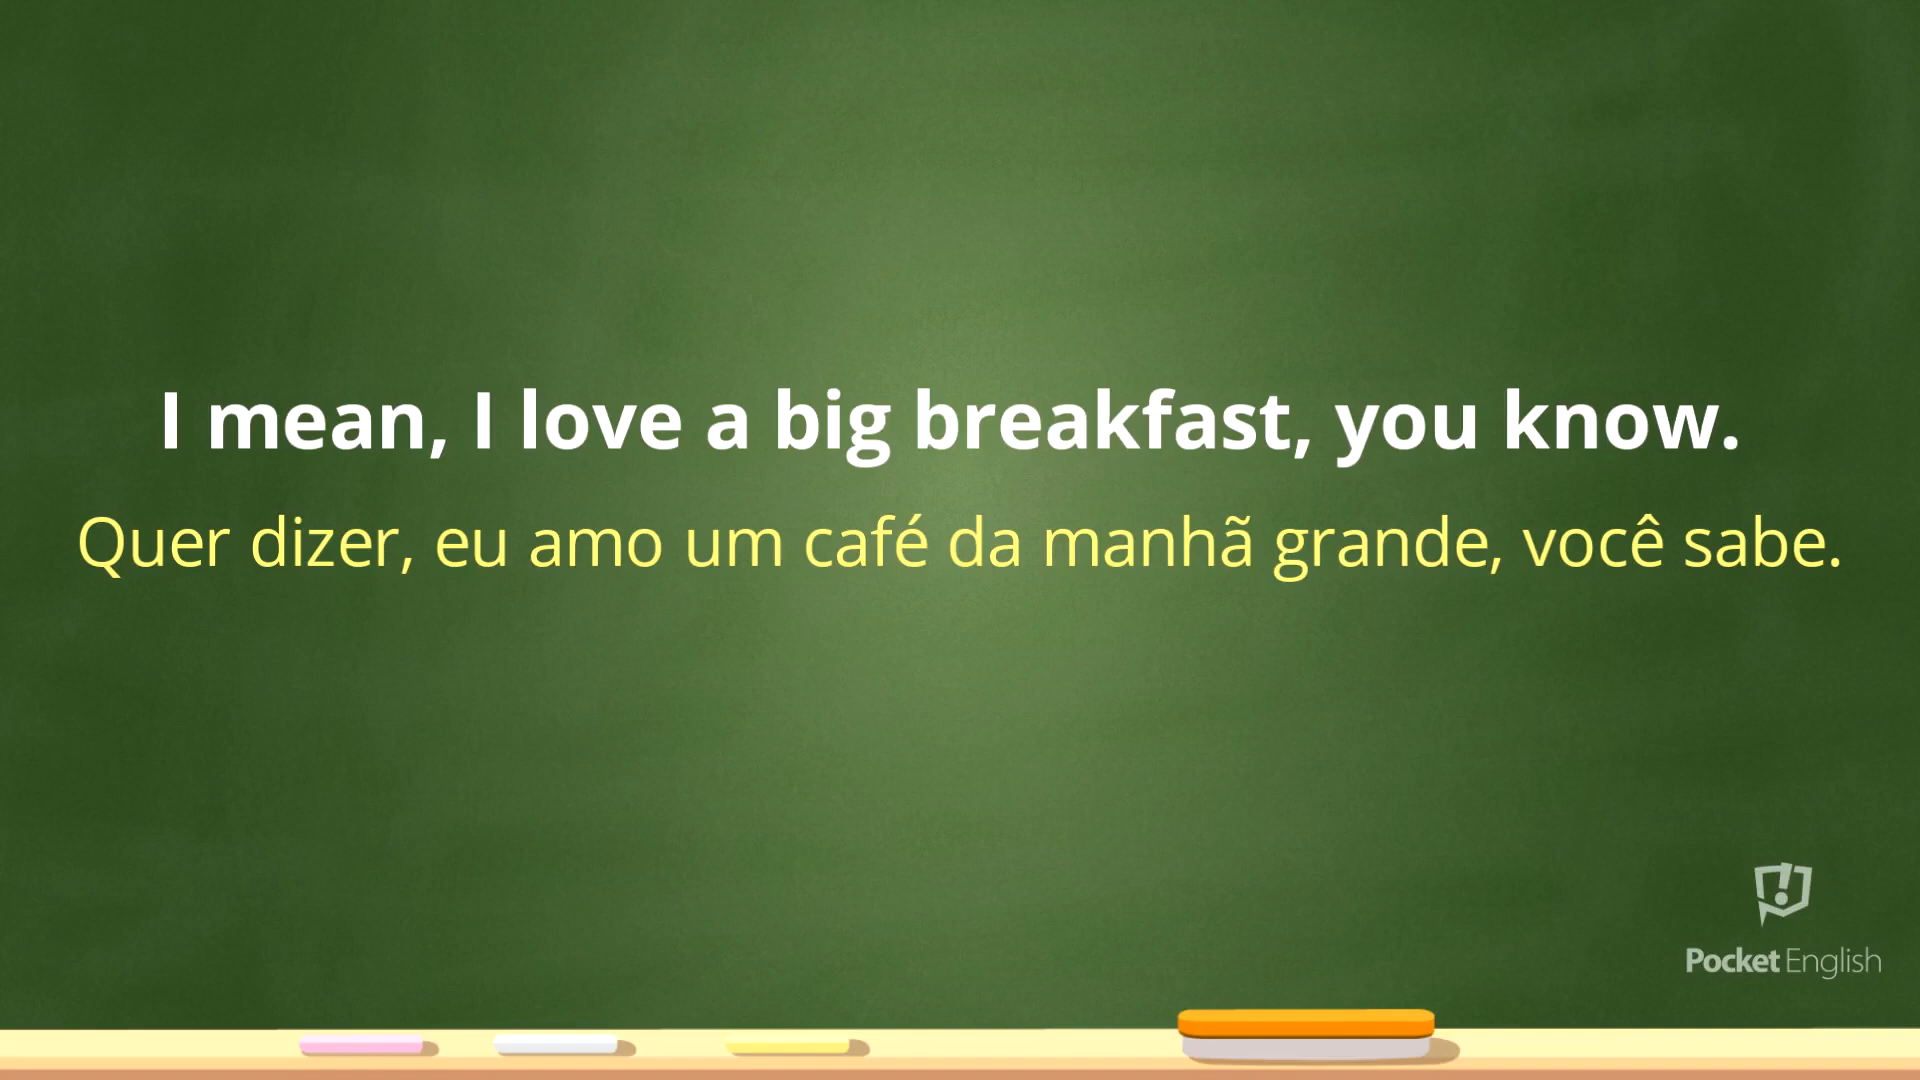 I mean, I love a big breakfast, you know.
Quer dizer, eu amo um café da manhã grande, você sabe.
Pocket English